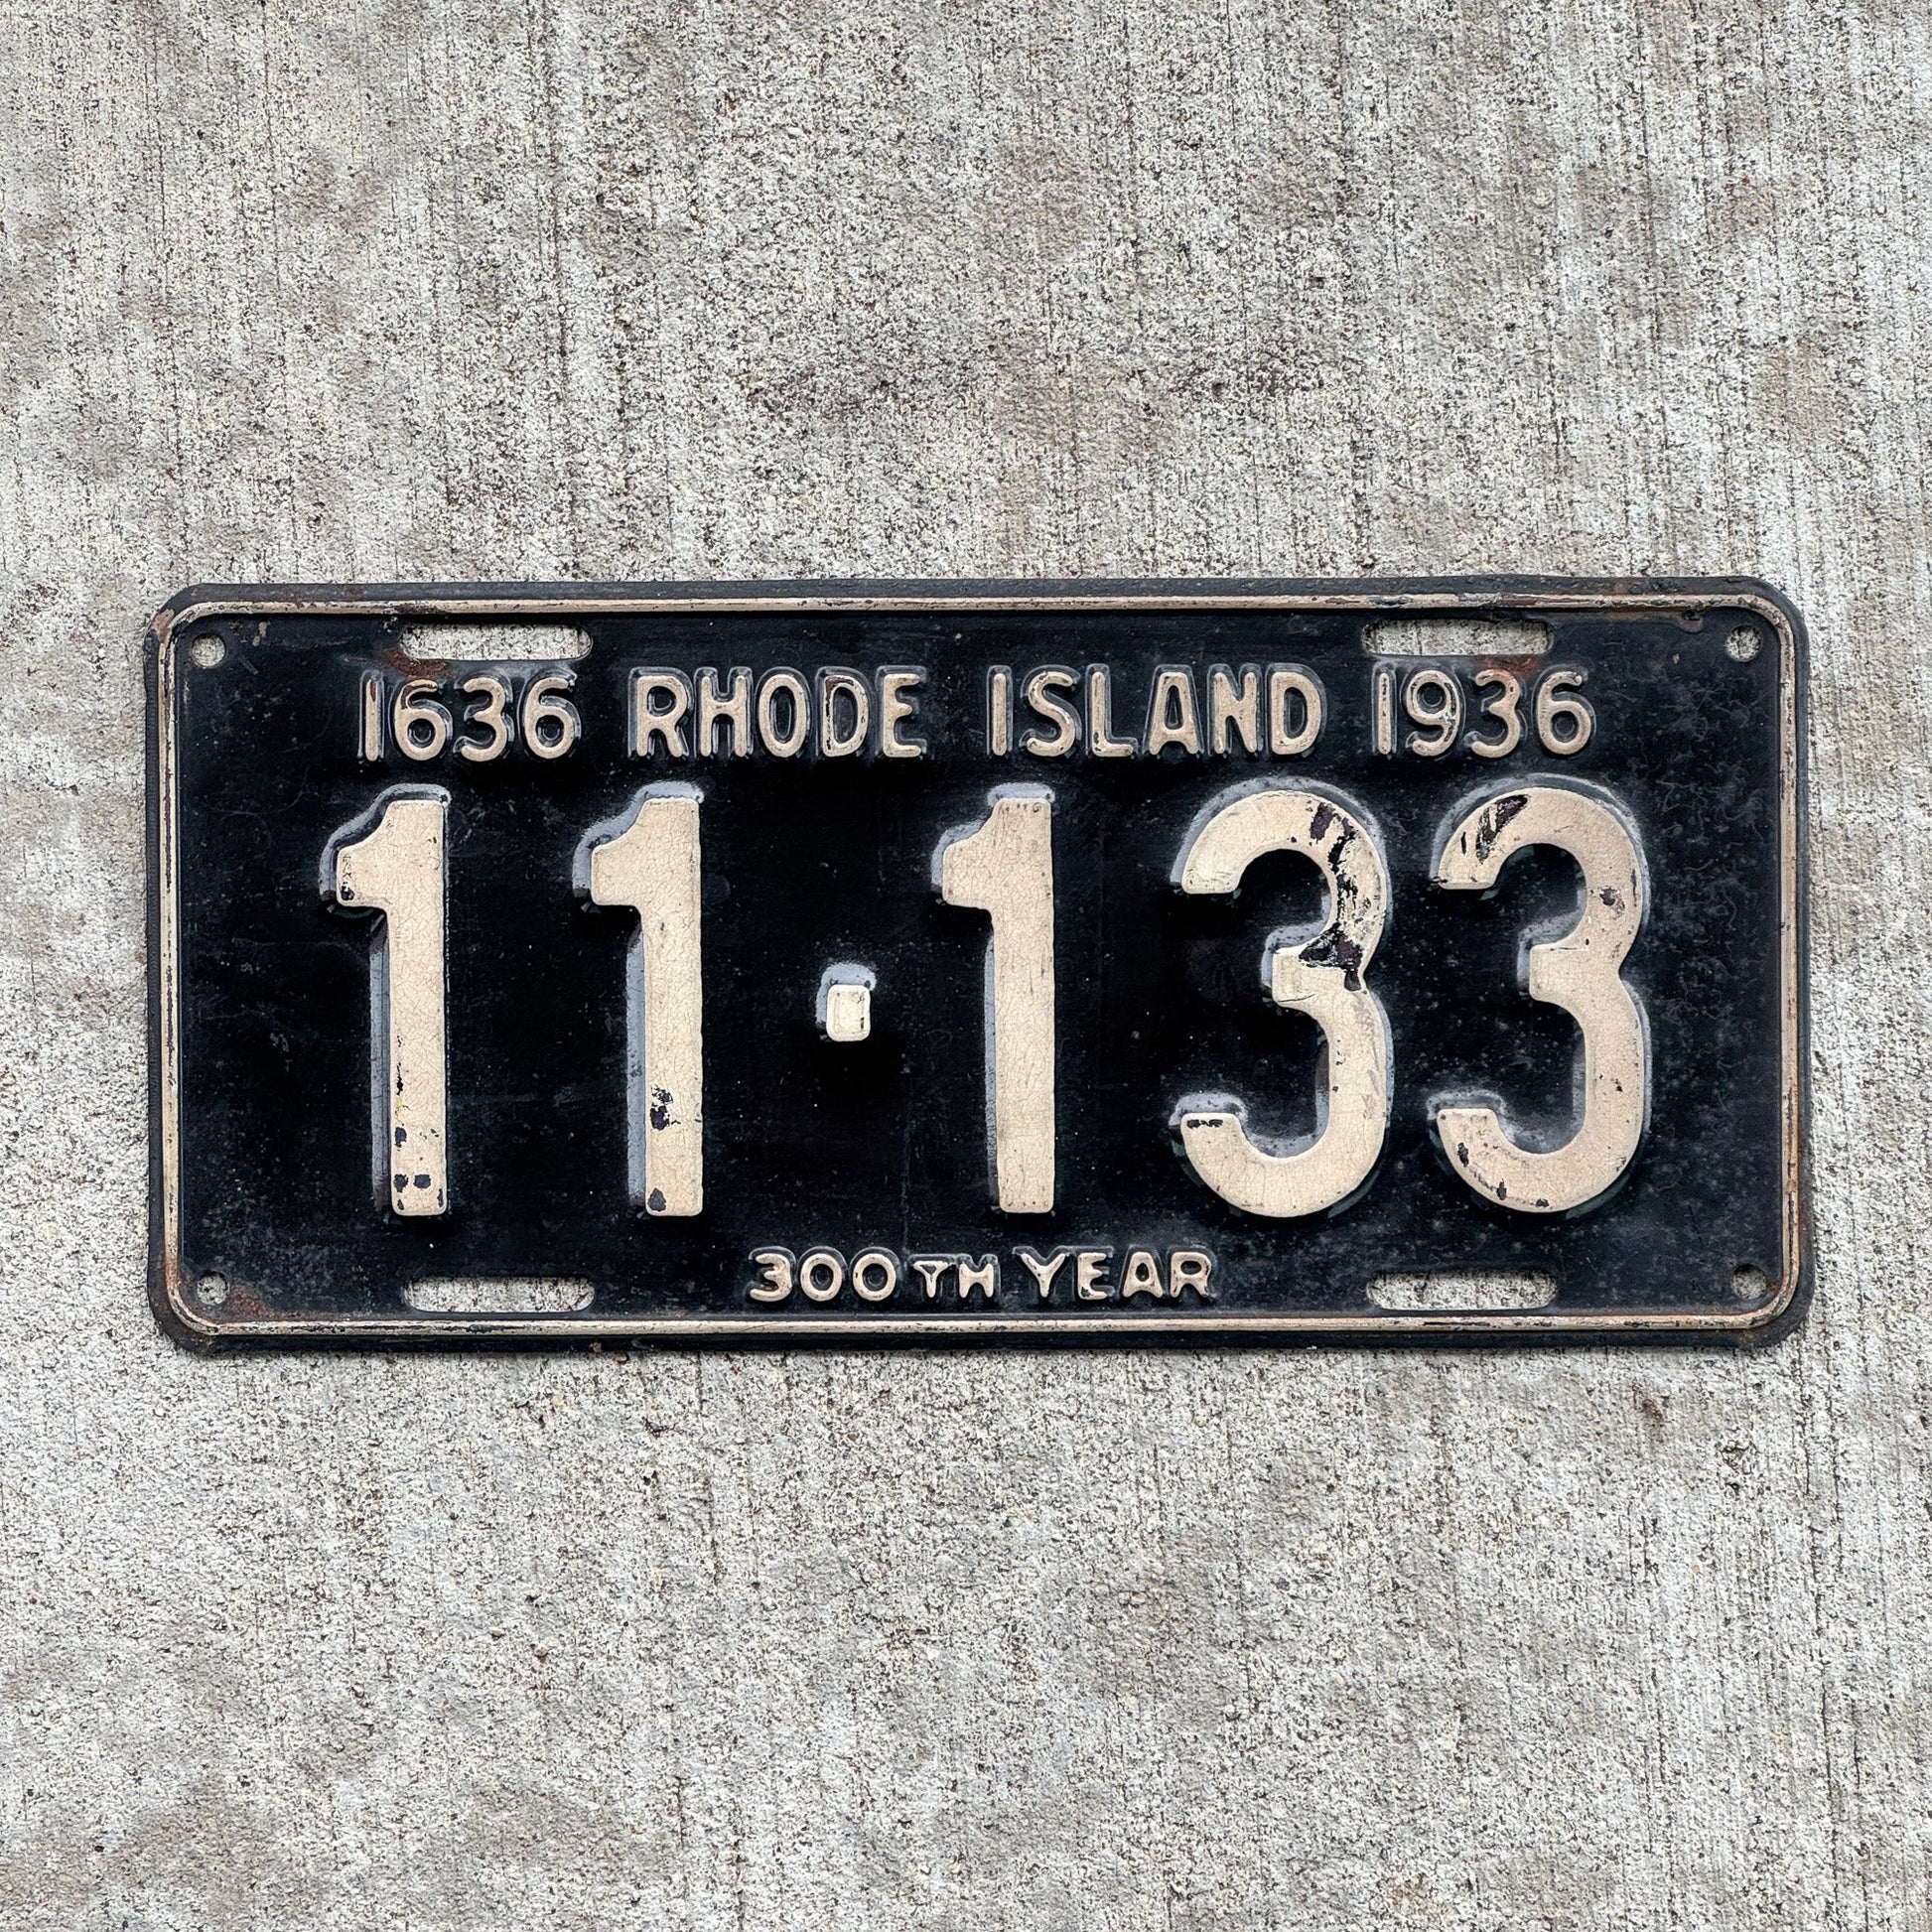 1636 RHODE ISLAND 1936
11·133
300TH YEAR